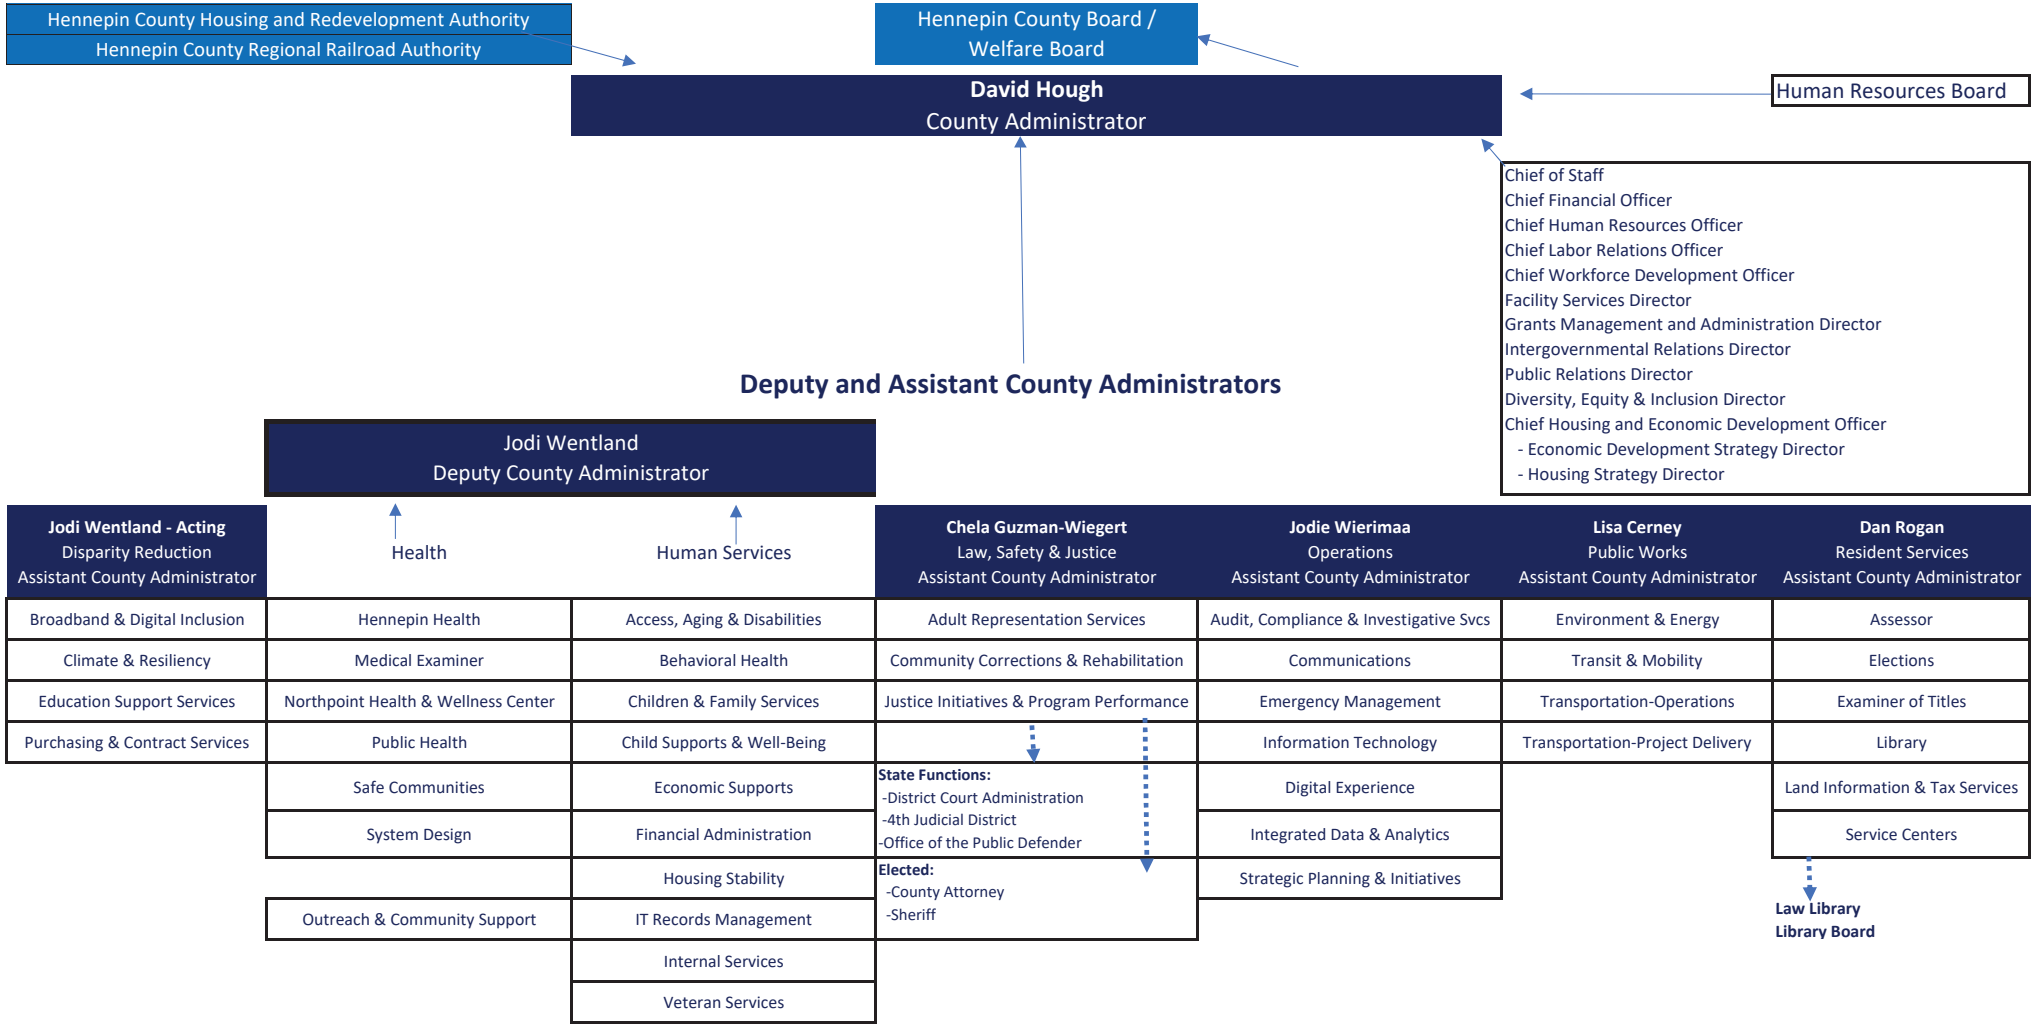 Hennepin County Housing and Redevelopment Authority
Hennepin County Regional Railroad Authority
Hennepin County Board /
Welfare Board
David Hough
County Administrator
Human Resources Board
Chief of Staff
Chief Financial Officer
Chief Human Resources Officer
Chief Labor Relations Officer
Chief Workforce Development Officer
Facility Services Director
Grants Management and Administration Director
Intergovernmental Relations Director
Public Relations Director
Diversity, Equity & Inclusion Director
Chief Housing and Economic Development Officer
- Economic Development Strategy Director
- Housing Strategy Director
Deputy and Assistant County Administrators
Jodi Wentland
Deputy County Administrator
Jodi Wentland - Acting
Disparity Reduction
Assistant County Administrator
Broadband & Digital Inclusion
Climate & Resiliency
Education Support Services
Purchasing & Contract Services
Health
Hennepin Health
Medical Examiner
Northpoint Health & Wellness Center
Public Health
Safe Communities
System Design
Outreach & Community Support
Human Services
Access, Aging & Disabilities
Behavioral Health
Children & Family Services
Child Supports & Well-Being
Economic Supports
Financial Administration
Housing Stability
IT Records Management
Internal Services
Veteran Services
Chela Guzman-Wiegert
Law, Safety & Justice
Assistant County Administrator
Adult Representation Services
Community Corrections & Rehabilitation
Justice Initiatives & Program Performance
State Functions:
-District Court Administration
-4th Judicial District
-Office of the Public Defender
Elected:
-County Attorney
-Sheriff
Jodie Wierimaa
Operations
Assistant County Administrator
Audit, Compliance & Investigative Svcs
Communications
Emergency Management
Information Technology
Digital Experience
Integrated Data & Analytics
Strategic Planning & Initiatives
Lisa Cerney
Public Works
Assistant County Administrator
Environment & Energy
Transit & Mobility
Transportation-Operations
Transportation-Project Delivery
Dan Rogan
Resident Services
Assistant County Administrator
Assessor
Elections
Examiner of Titles
Library
Land Information & Tax Services
Service Centers
Law Library
Library Board